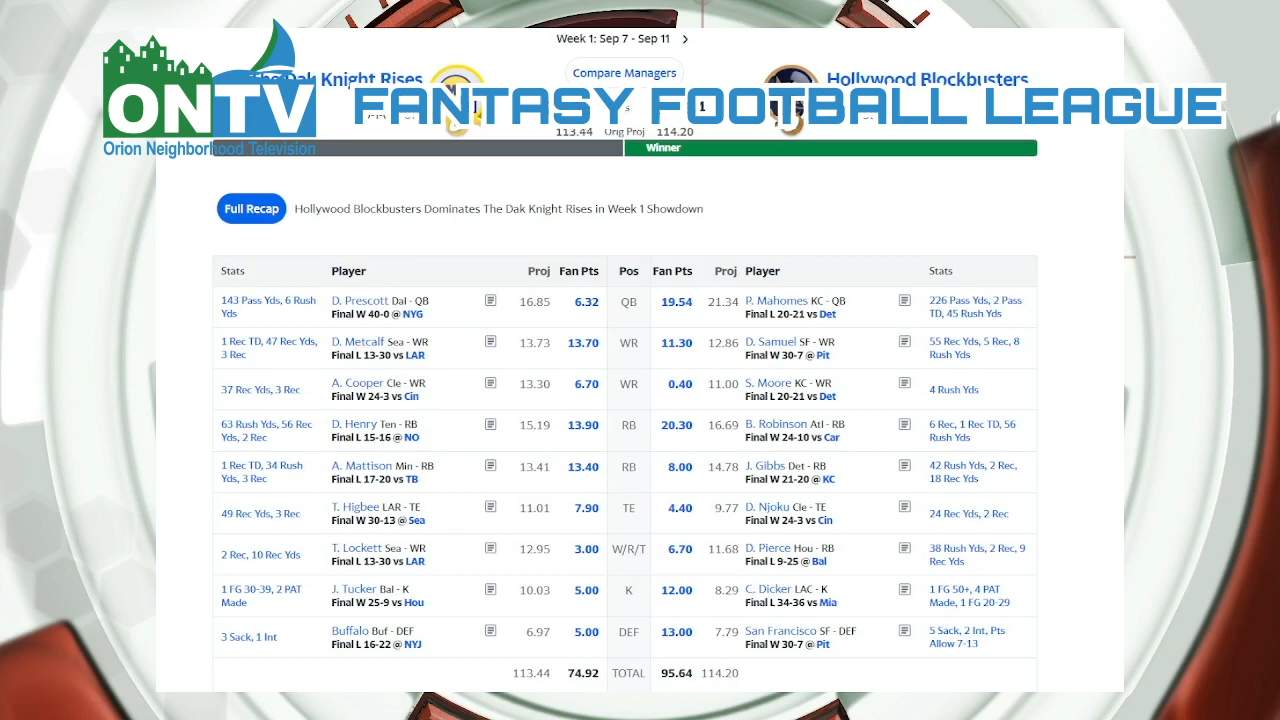 Week 1: Sep 7 - Sep 11
The Dak Knight Rises
Compare Managers
Hollywood Blockbusters
ONTV
Orion Neighborhood Television
FANTASY FOOTBALL LEAGUE
113.44 Orig Proj 114.20
Winner
Full Recap Hollywood Blockbusters Dominates The Dak Knight Rises in Week 1 Showdown
Stats Player Proj Fan Pts Pos Fan Pts Proj Player Stats
143 Pass Yds, 6 Rush D. Prescott Dal - QB 16.85 6.32 QB 19.54 21.34 P. Mahomes KC - QB 226 Pass Yds, 2 Pass
Yds Final W 40-0 @ NYG Final L 20-21 vs Det TD, 45 Rush Yds
1 Rec TD, 47 Rec Yds, D. Metcalf Sea - WR 13.73 13.70 WR 11.30 12.86 D. Samuel SF - WR 55 Rec Yds, 5 Rec, 8
3 Rec Final L 13-30 vs LAR Final W 30-7 @ Pit Rush Yds
37 Rec Yds, 3 Rec A. Cooper Cle - WR 13.30 6.70 WR 0.40 11.00 S. Moore KC - WR 4 Rush Yds
Final W 24-3 vs Cin Final L 20-21 vs Det
63 Rush Yds, 56 Rec D. Henry Ten - RB 15.19 13.90 RB 20.30 16.69 B. Robinson Atl - RB 6 Rec, 1 Rec TD, 56
Yds, 2 Rec Final L 15-16 @ NO Final W 24-10 vs Car Rush Yds
1 Rec TD, 34 Rush A. Mattison Min - RB 13.41 13.40 RB 8.00 14.78 J. Gibbs Det - RB 42 Rush Yds, 2 Rec,
Yds, 3 Rec Final L 17-20 vs TB Final W 21-20 @ KC 18 Rec Yds
49 Rec Yds, 3 Rec T. Higbee LAR - TE 11.01 7.90 TE 4.40 9.77 D. Njoku Cle - TE 24 Rec Yds, 2 Rec
Final W 30-13 @ Sea Final W 24-3 vs Cin
2 Rec, 10 Rec Yds T. Lockett Sea - WR 12.95 3.00 W/R/T 6.70 11.68 D. Pierce Hou - RB 38 Rush Yds, 2 Rec, 9
Final L 13-30 vs LAR Final L 9-25 @ Bal Rec Yds
1 FG 30-39, 2 PAT J. Tucker Bal - K 10.03 5.00 K 12.00 8.29 C. Dicker LAC - K 1 FG 50+, 4 PAT
Made Final W 25-9 vs Hou Final L 34-36 vs Mia Made, 1 FG 20-29
3 Sack, 1 Int Buffalo Buf - DEF 6.97 5.00 DEF 13.00 7.79 San Francisco SF - DEF 5 Sack, 2 Int, Pts
Final L 16-22 @ NYJ Final W 30-7 @ Pit Allow 7-13
113.44 74.92 TOTAL 95.64 114.20